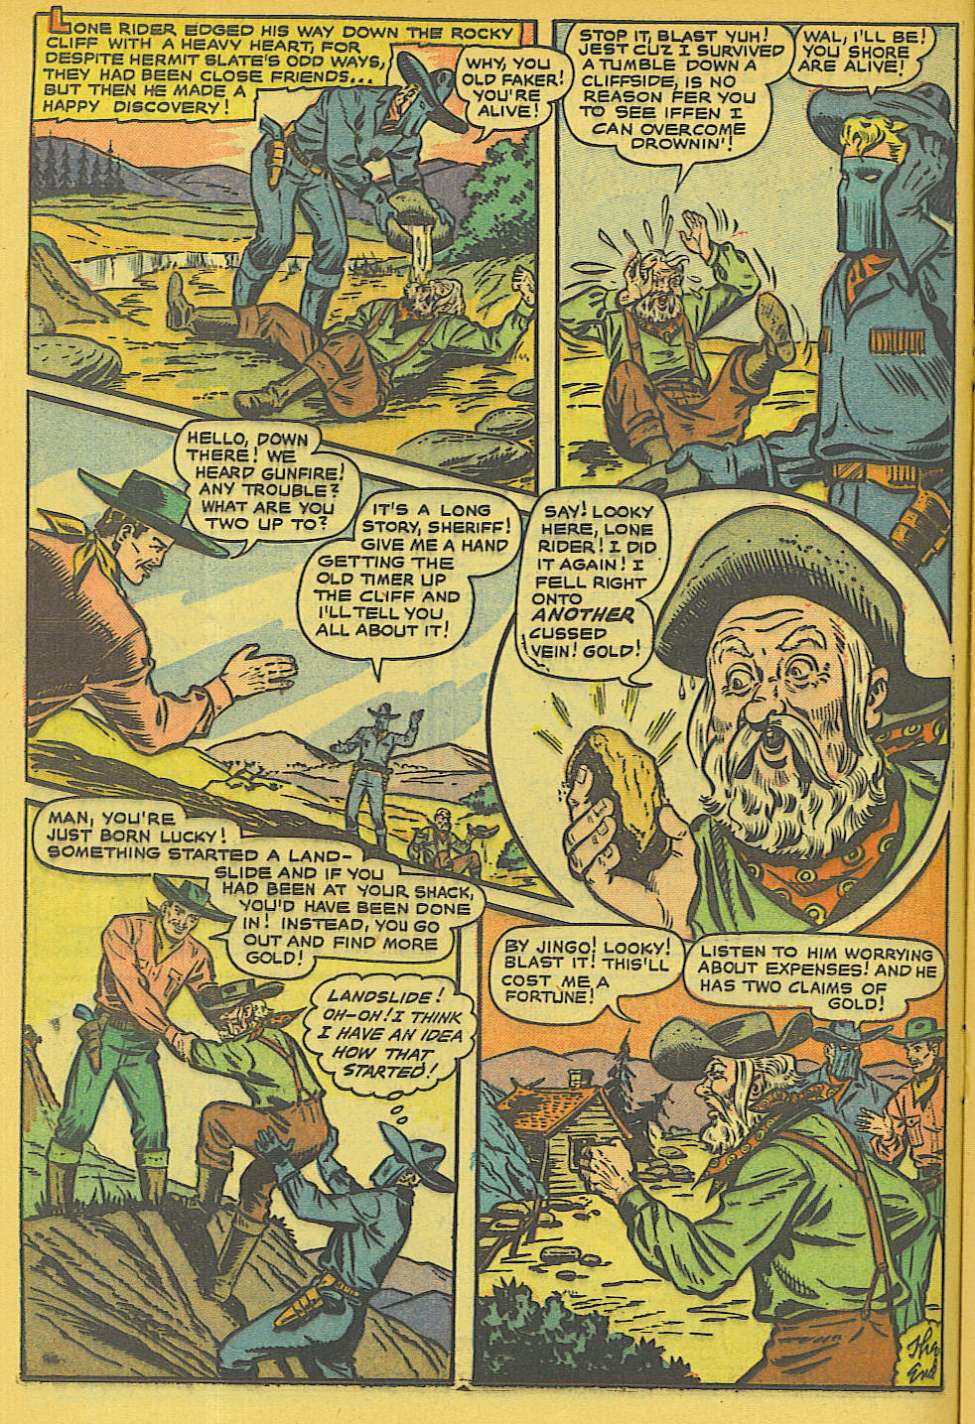 LONE RIDER EDGED HIS WAY DOWN THE ROCKY
CLIFF WITH A HEAVY HEART, FOR
DESPITE HERMIT SLATE'S ODD WAYS,
THEY HAD BEEN CLOSE FRIENDS...
BUT THEN HE MADE A
HAPPY DISCOVERY!
WHY, YOU
OLD FAKER!
YOU'RE
ALIVE!
STOP IT, BLAST YUH!
JEST CUZ I SURVIVED
A TUMBLE DOWN A
CLIFFSIDE, IS NO
REASON FER YOU
TO SEE IFFEN I
CAN OVERCOME
DROWNIN'!
WAL, I'LL BE!
YOU SHORE
ARE ALIVE!
HELLO, DOWN
THERE! WE
HEARD GUNFIRE!
ANY TROUBLE?
WHAT ARE YOU
TWO UP TO?
IT'S A LONG
STORY, SHERIFF!
GIVE ME A HAND
GETTING THE
OLD TIMER UP
THE CLIFF AND
I'LL TELL YOU
ALL ABOUT IT!
SAY! LOOKY
HERE, LONE
RIDER! I DID
IT AGAIN! I
FELL RIGHT
ONTO
ANOTHER
CUSSED
VEIN! GOLD!
MAN, YOU'RE
JUST BORN LUCKY!
SOMETHING STARTED A LAND-
SLIDE AND IF YOU
HAD BEEN AT YOUR SHACK,
YOU'D HAVE BEEN DONE
IN! INSTEAD, YOU GO
OUT AND FIND MORE
GOLD!
LANDSLIDE!
OH-OH! I THINK
I HAVE AN IDEA
HOW THAT
STARTED!
BY JINGO! LOOKY!
BLAST IT! THIS'LL
COST ME A
FORTUNE!
LISTEN TO HIM WORRYING
ABOUT EXPENSES! AND HE
HAS TWO CLAIMS OF
GOLD!
The
End